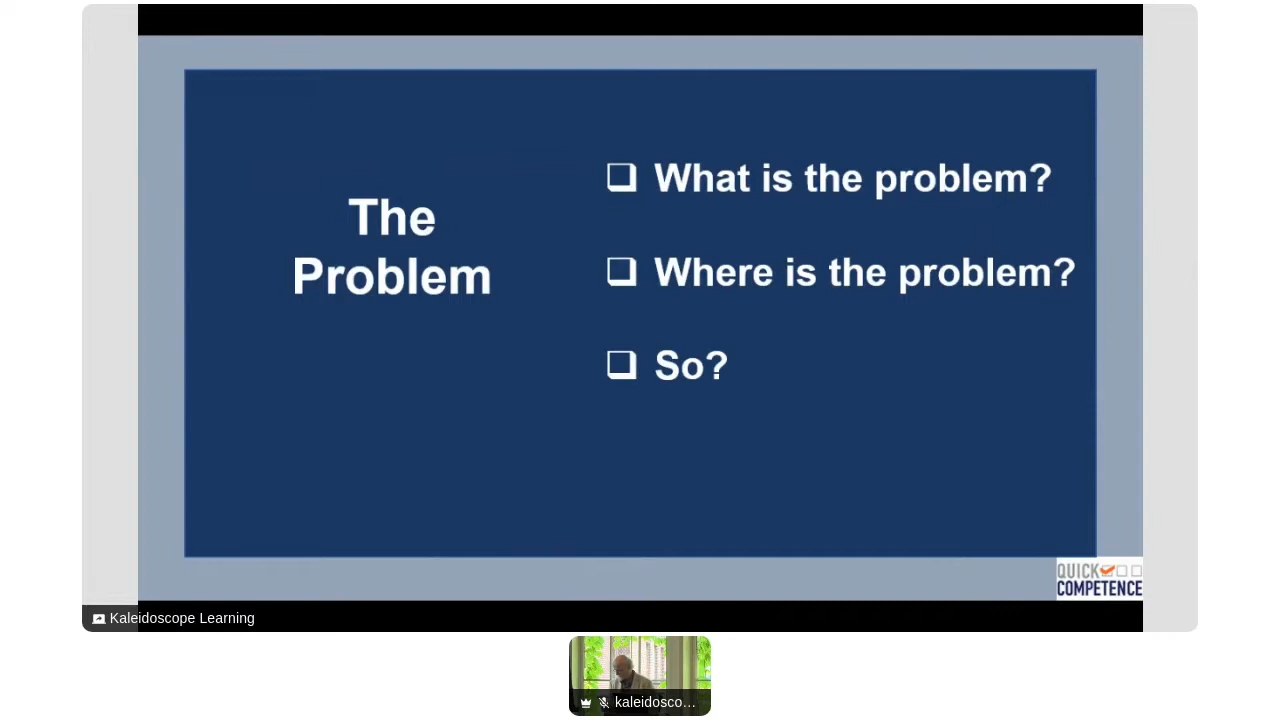 The
Problem
❑ What is the problem?
❑ Where is the problem?
❑ So?
QUICK
COMPETENCE
Kaleidoscope Learning
kaleidosco…